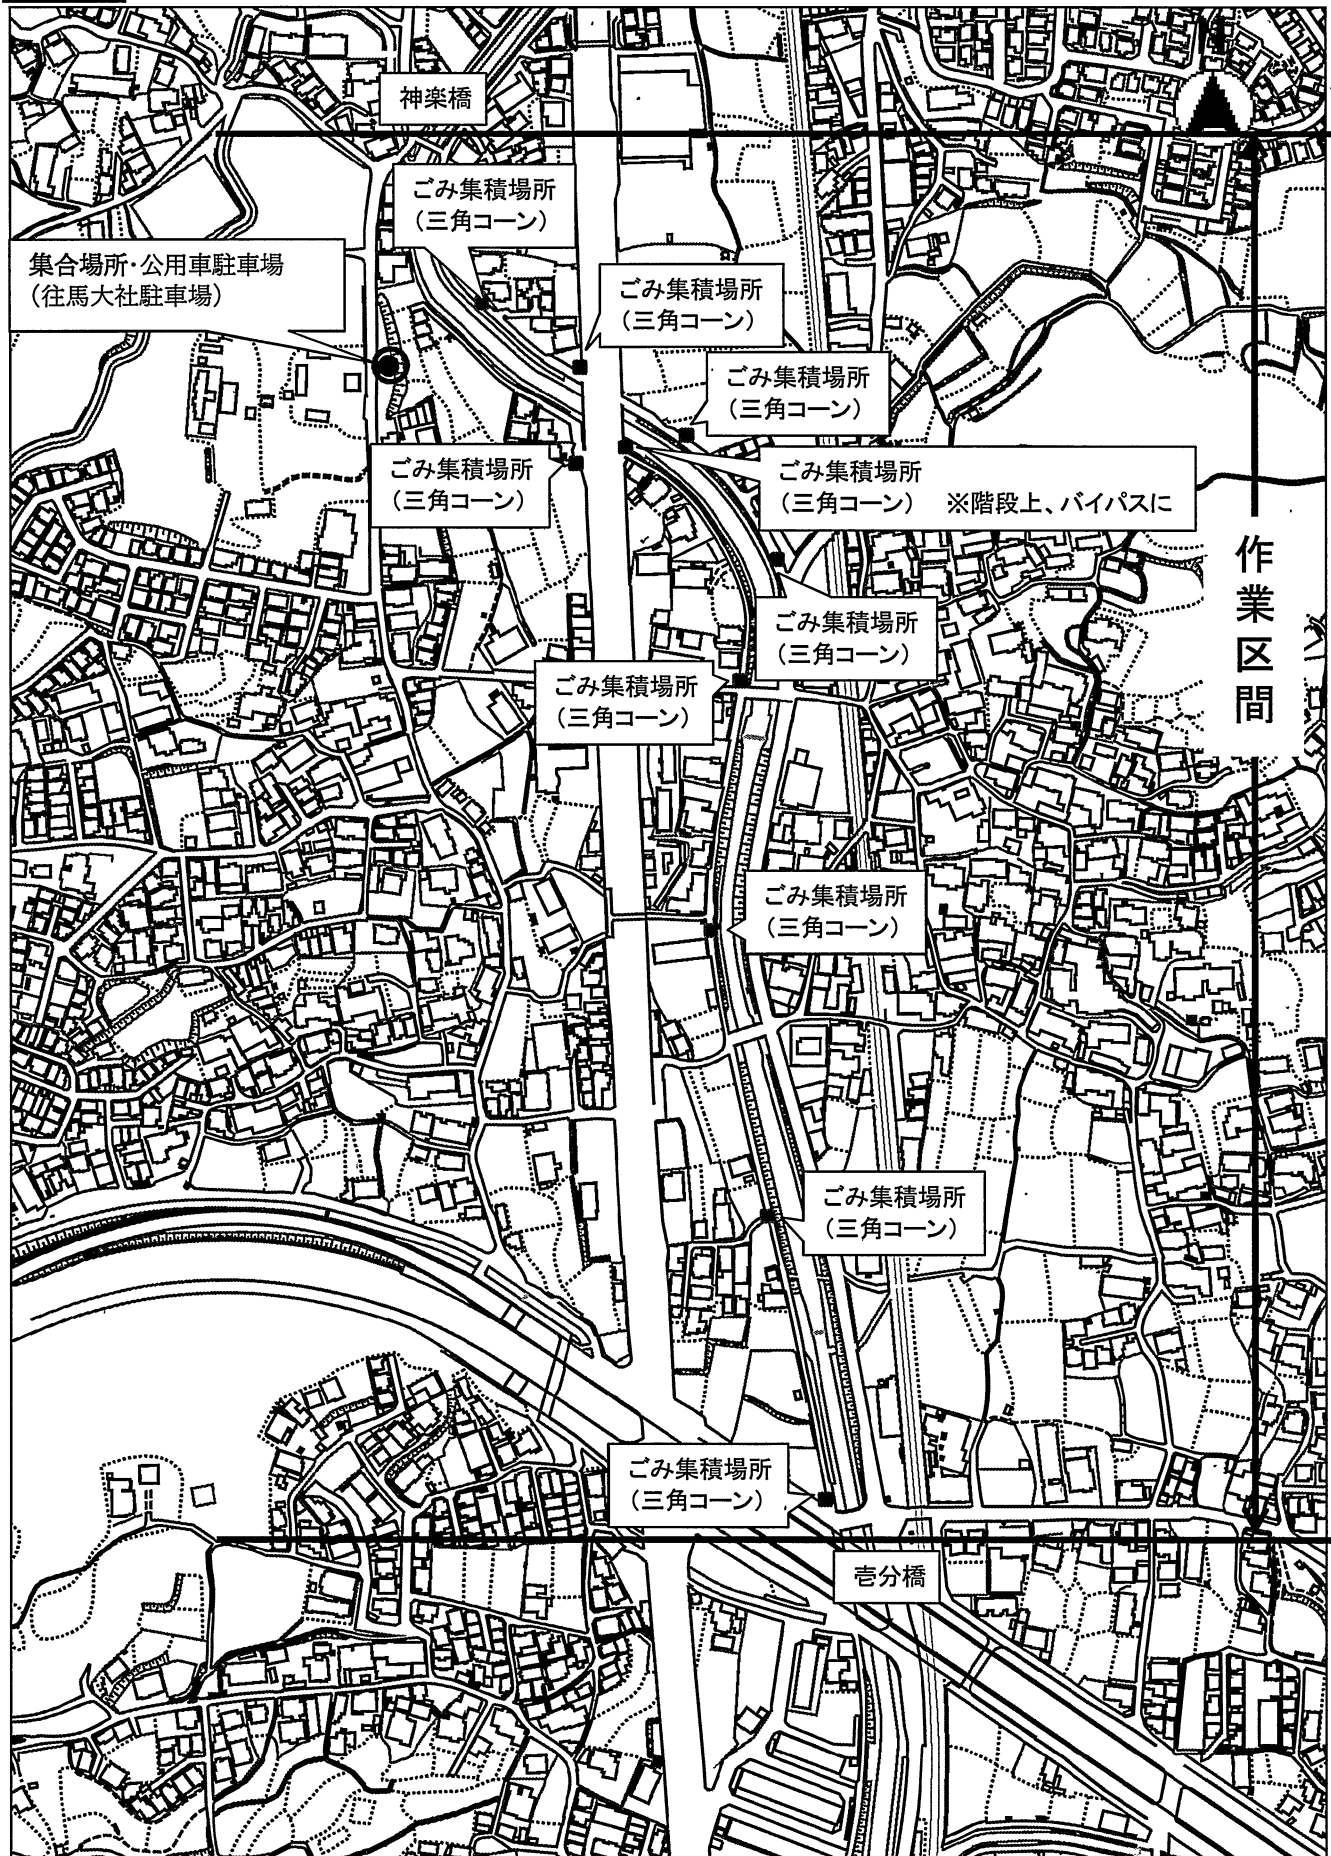 神楽橋
ごみ集積場所
（三角コーン）
集合場所・公用車駐車場
（往馬大社駐車場）
ごみ集積場所
（三角コーン）
ごみ集積場所
（三角コーン）
ごみ集積場所
（三角コーン）
ごみ集積場所
（三角コーン）　※階段上、バイパスに
作業区間
ごみ集積場所
（三角コーン）
ごみ集積場所
（三角コーン）
ごみ集積場所
（三角コーン）
ごみ集積場所
（三角コーン）
ごみ集積場所
（三角コーン）
壱分橋